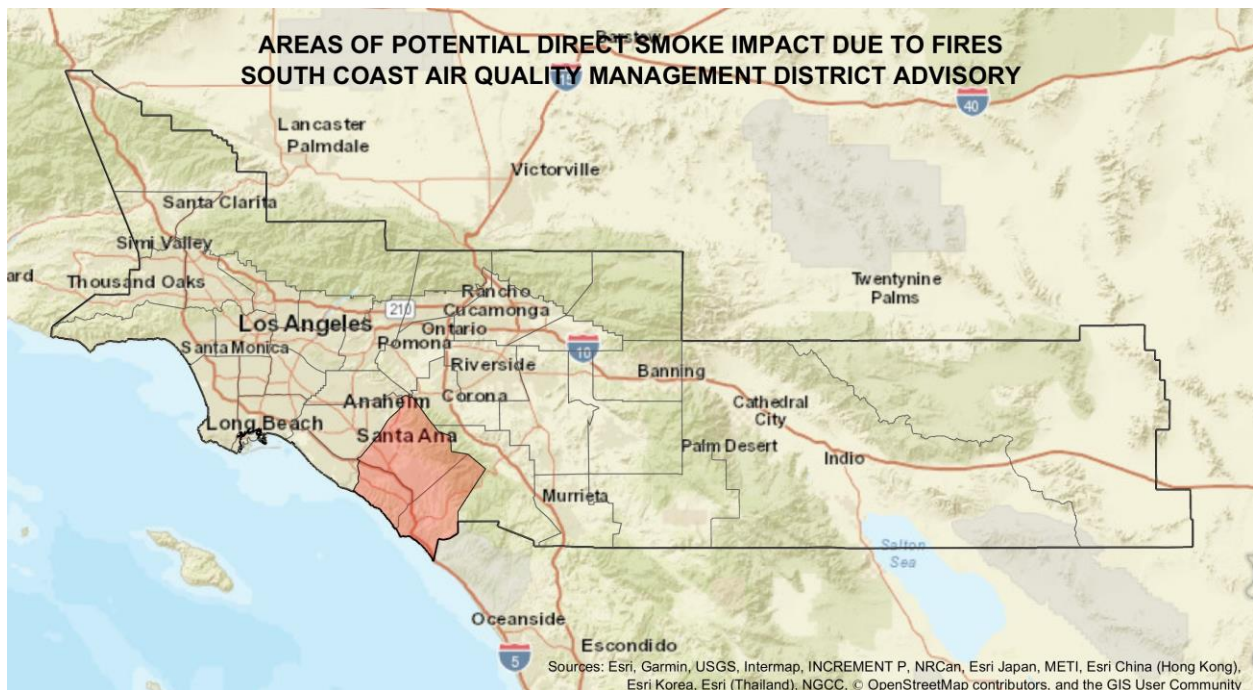 AREAS OF POTENTIAL DIRECT SMOKE IMPACT DUE TO FIRES
SOUTH COAST AIR QUALITY MANAGEMENT DISTRICT ADVISORY
Barstow
15
40
Lancaster
Palmdale
Victorville
Santa Clarita
Simi Valley
ard
Thousand Oaks
Twentynine
Palms
Rancho
Cucamonga
210
Los Angeles
Ontario
Pomona
Santa Monica
10
Riverside
Banning
Anaheim
Corona
Cathedral
City
Long Beach
Santa Ana
Palm Desert
Indio
Murrieta
Salton
Sea
Oceanside
Escondido
5
Sources: Esri, Garmin, USGS, Intermap, INCREMENT P, NRCan, Esri Japan, METI, Esri China (Hong Kong),
Esri Korea, Esri (Thailand), NGCC, © OpenStreetMap contributors, and the GIS User Community